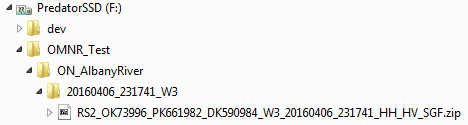 PredatorSSD (F:)
dev
OMNR_Test
ON_AlbanyRiver
20160406_231741_W3
RS2_OK73996_PK661982_DK590984_W3_20160406_231741_HH_HV_SGF.zip